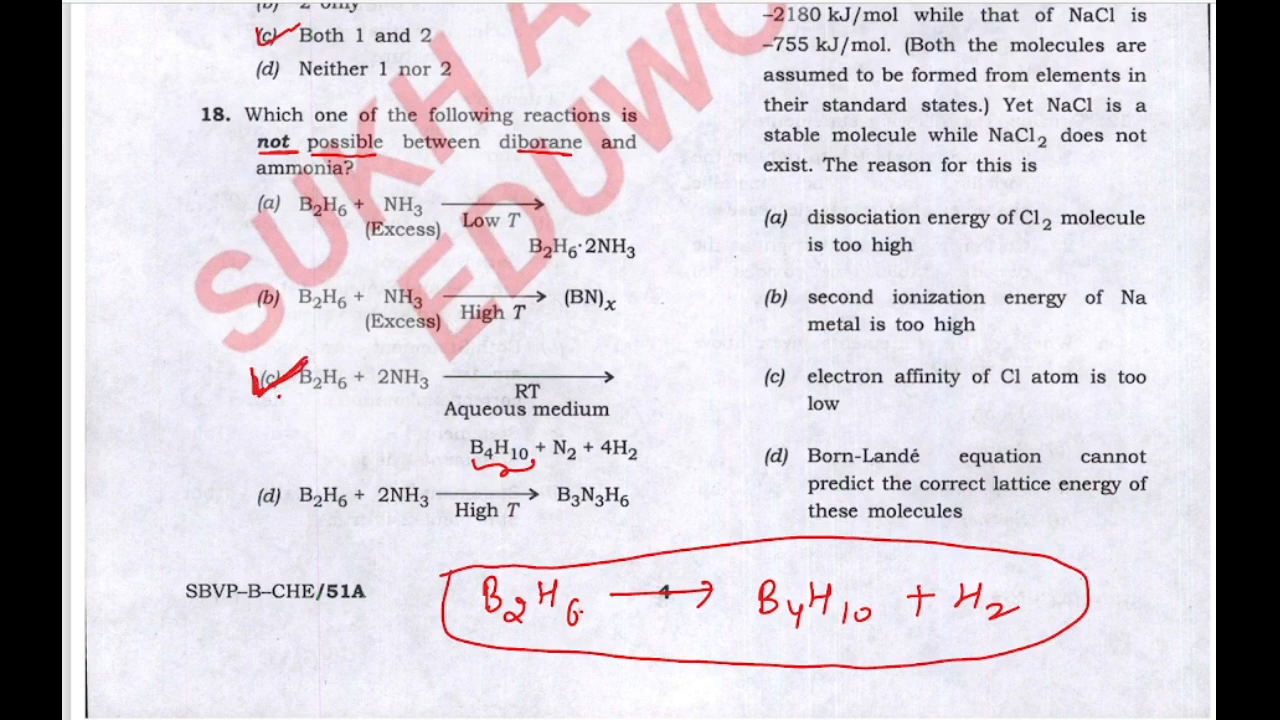 (b) 2 only
(c) Both 1 and 2
(d) Neither 1 nor 2
18. Which one of the following reactions is
not possible between diborane and
ammonia?
(a) B₂H₆ + NH₃ ⟶
(Excess) Low T
B₂H₆·2NH₃
(b) B₂H₆ + NH₃ ⟶ (BN)ₓ
(Excess) High T
(c) B₂H₆ + 2NH₃ ⟶
RT
Aqueous medium
B₄H₁₀ + N₂ + 4H₂
(d) B₂H₆ + 2NH₃ ⟶ B₃N₃H₆
High T
–2180 kJ/mol while that of NaCl is
–755 kJ/mol. (Both the molecules are
assumed to be formed from elements in
their standard states.) Yet NaCl is a
stable molecule while NaCl₂ does not
exist. The reason for this is
(a) dissociation energy of Cl₂ molecule
is too high
(b) second ionization energy of Na
metal is too high
(c) electron affinity of Cl atom is too
low
(d) Born-Landé equation cannot
predict the correct lattice energy of
these molecules
SBVP–B–CHE/51A
4
B₂H₆ ⟶ B₄H₁₀ + H₂
SUKHA
EDUWO